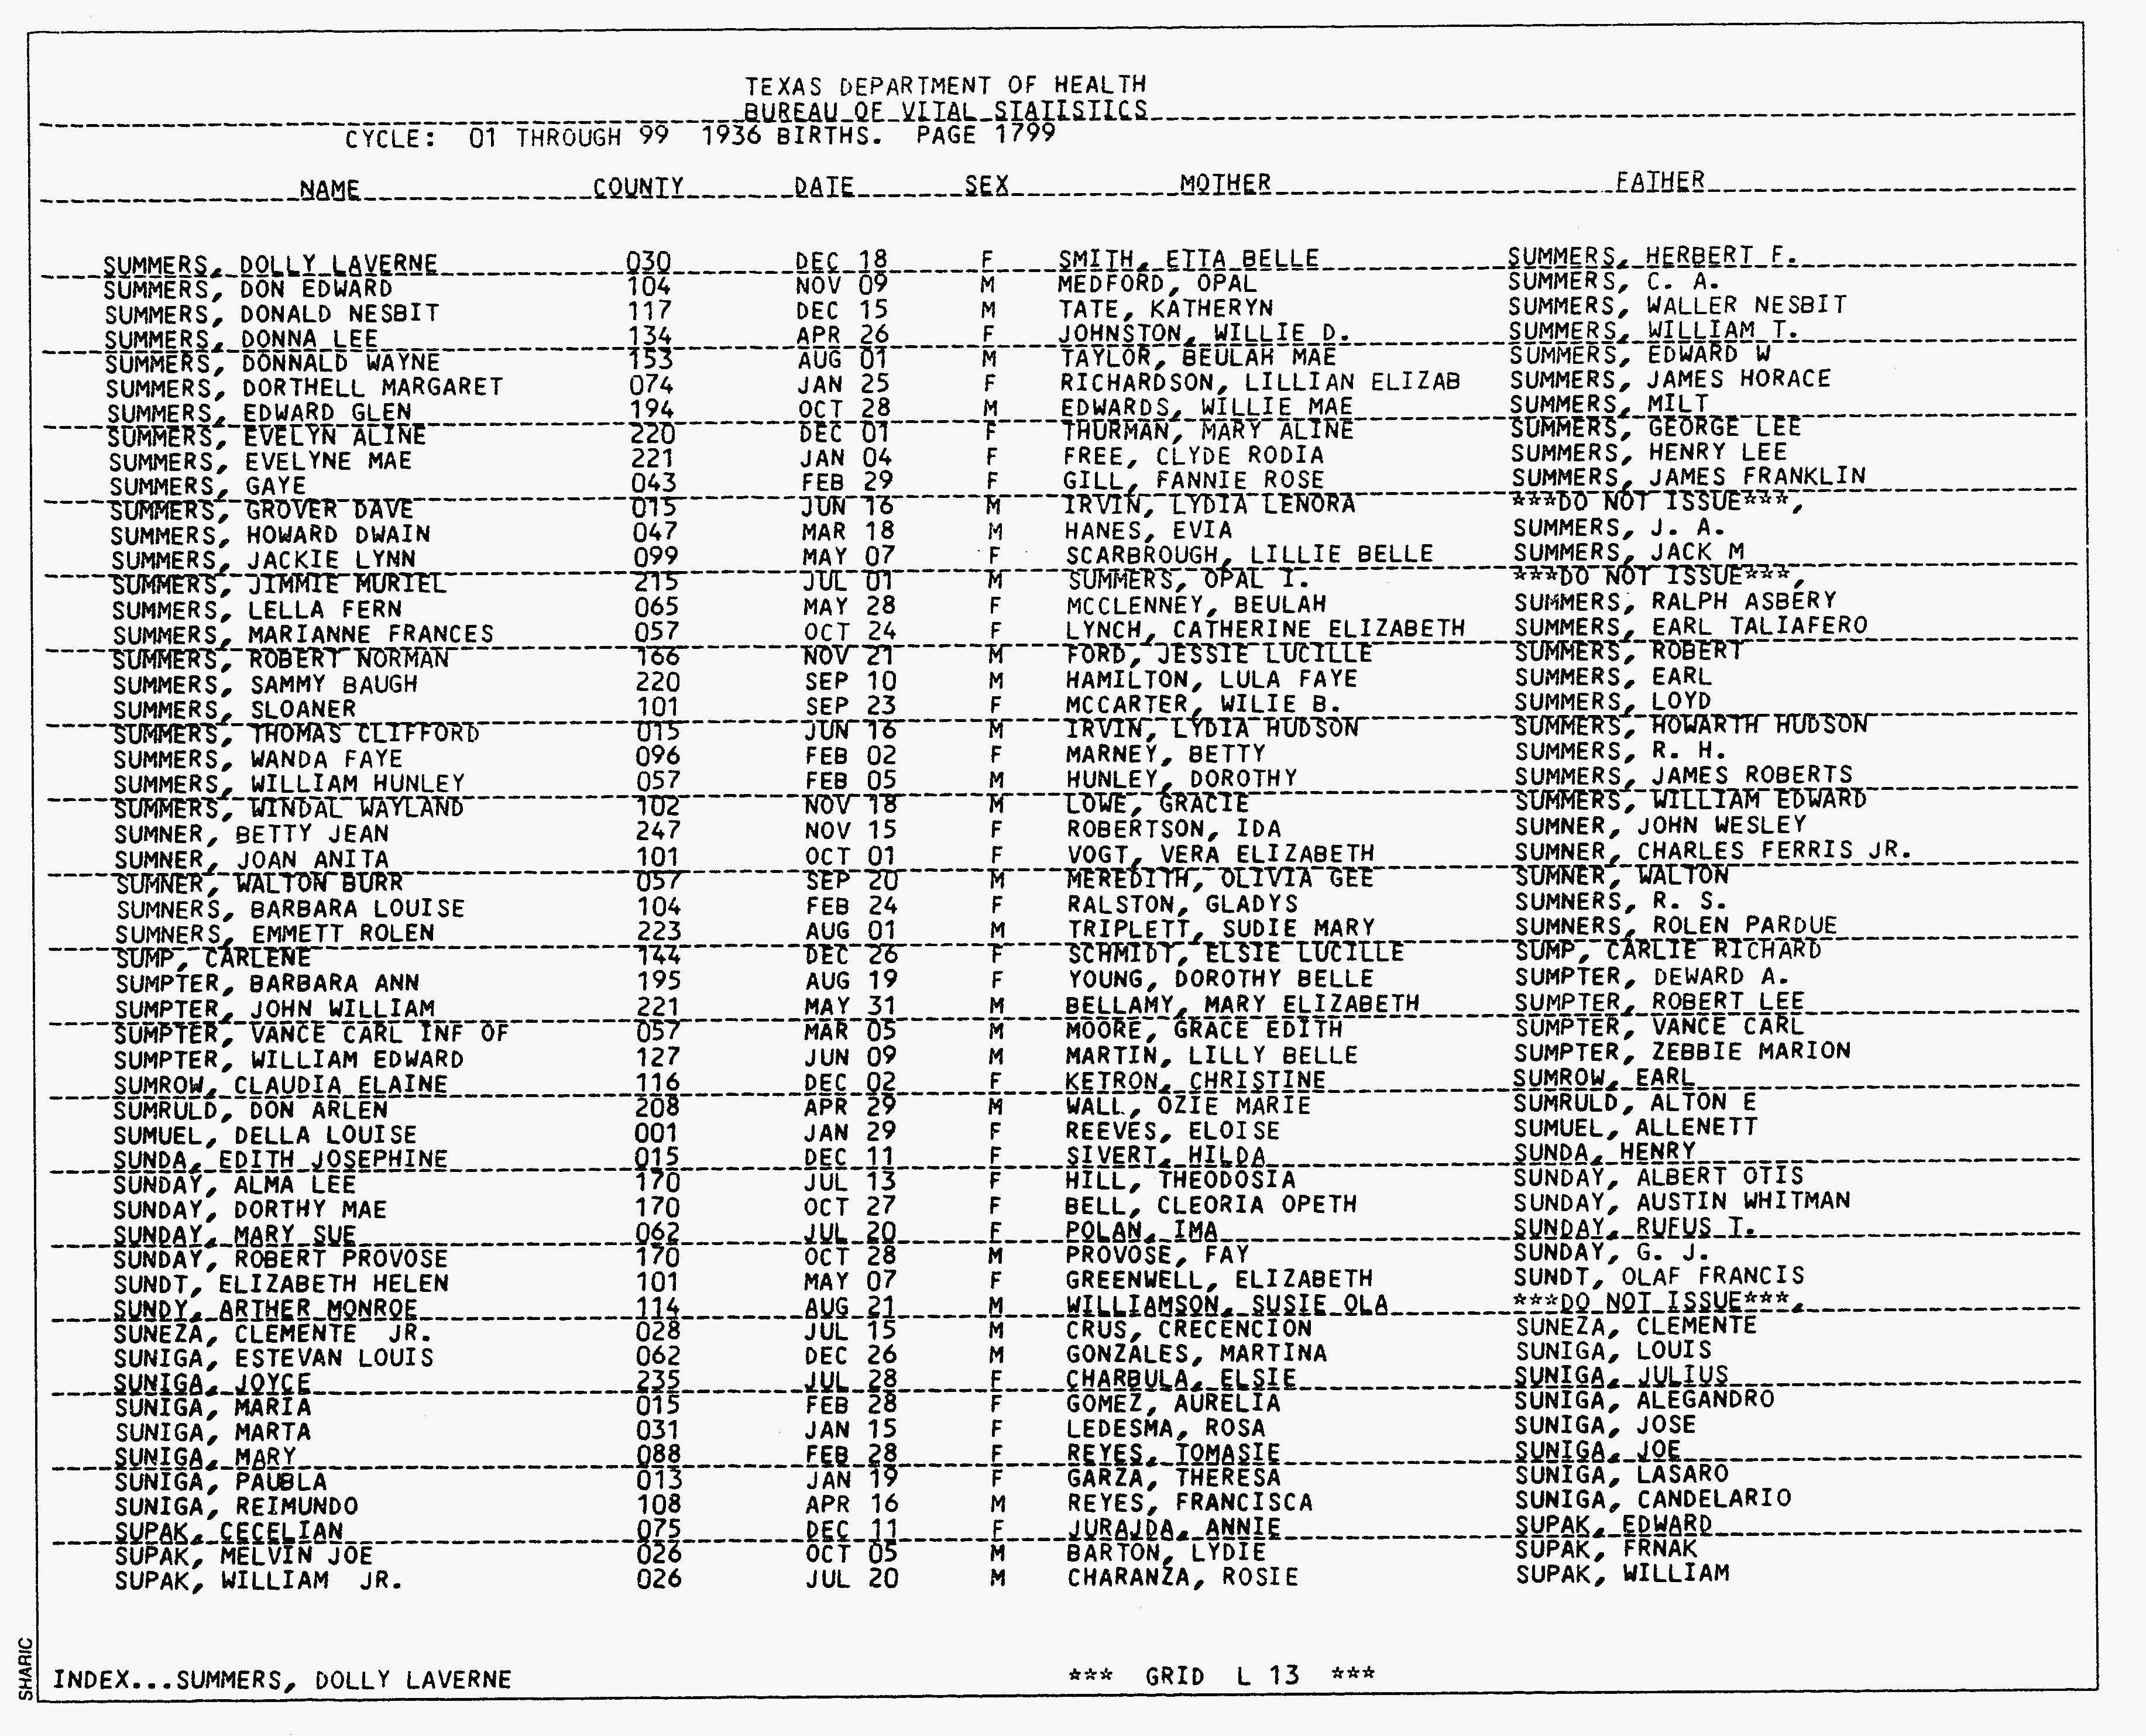 TEXAS DEPARTMENT OF HEALTH
BUREAU OF VITAL STATISTICS
CYCLE: 01 THROUGH 99 1936 BIRTHS. PAGE 1799
NAME COUNTY DATE SEX MOTHER FATHER
SUMMERS, DOLLY LAVERNE 030 DEC 18 F SMITH, ETTA BELLE SUMMERS, HERBERT F.
SUMMERS, DON EDWARD 104 NOV 09 M MEDFORD, OPAL SUMMERS, C. A.
SUMMERS, DONALD NESBIT 117 DEC 15 M TATE, KATHERYN SUMMERS, WALLER NESBIT
SUMMERS, DONNA LEE 134 APR 26 F JOHNSTON, WILLIE D. SUMMERS, WILLIAM T.
SUMMERS, DONNALD WAYNE 153 AUG 01 M TAYLOR, BEULAH MAE SUMMERS, EDWARD W
SUMMERS, DORTHELL MARGARET 074 JAN 25 F RICHARDSON, LILLIAN ELIZAB SUMMERS, JAMES HORACE
SUMMERS, EDWARD GLEN 194 OCT 28 M EDWARDS, WILLIE MAE SUMMERS, MILT
SUMMERS, EVELYN ALINE 220 DEC 01 F THURMAN, MARY ALINE SUMMERS, GEORGE LEE
SUMMERS, EVELYNE MAE 221 JAN 04 F FREE, CLYDE RODIA SUMMERS, HENRY LEE
SUMMERS, GAYE 043 FEB 29 F GILL, FANNIE ROSE SUMMERS, JAMES FRANKLIN
SUMMERS, GROVER DAVE 015 JUN 16 M IRVIN, LYDIA LENORA ***DO NOT ISSUE***,
SUMMERS, HOWARD DWAIN 047 MAR 18 M HANES, EVIA SUMMERS, J. A.
SUMMERS, JACKIE LYNN 099 MAY 07 F SCARBROUGH, LILLIE BELLE SUMMERS, JACK M
SUMMERS, JIMMIE MURIEL 215 JUL 01 M SUMMERS, OPAL I. ***DO NOT ISSUE***,
SUMMERS, LELLA FERN 065 MAY 28 F MCCLENNEY, BEULAH SUMMERS, RALPH ASBERY
SUMMERS, MARIANNE FRANCES 057 OCT 24 F LYNCH, CATHERINE ELIZABETH SUMMERS, EARL TALIAFERO
SUMMERS, ROBERT NORMAN 166 NOV 21 M FORD, JESSIE LUCILLE SUMMERS, ROBERT
SUMMERS, SAMMY BAUGH 220 SEP 10 M HAMILTON, LULA FAYE SUMMERS, EARL
SUMMERS, SLOANER 101 SEP 23 F MCCARTER, WILIE B. SUMMERS, LOYD
SUMMERS, THOMAS CLIFFORD 015 JUN 16 M IRVIN, LYDIA HUDSON SUMMERS, HOWARTH HUDSON
SUMMERS, WANDA FAYE 096 FEB 02 F MARNEY, BETTY SUMMERS, R. H.
SUMMERS, WILLIAM HUNLEY 057 FEB 05 M HUNLEY, DOROTHY SUMMERS, JAMES ROBERTS
SUMMERS, WINDAL WAYLAND 102 NOV 18 M LOWE, GRACIE SUMMERS, WILLIAM EDWARD
SUMNER, BETTY JEAN 247 NOV 15 F ROBERTSON, IDA SUMNER, JOHN WESLEY
SUMNER, JOAN ANITA 101 OCT 01 F VOGT, VERA ELIZABETH SUMNER, CHARLES FERRIS JR.
SUMNER, WALTON BURR 057 SEP 20 M MEREDITH, OLIVIA GEE SUMNER, WALTON
SUMNERS, BARBARA LOUISE 104 FEB 24 F RALSTON, GLADYS SUMNERS, R. S.
SUMNERS, EMMETT ROLEN 223 AUG 01 M TRIPLETT, SUDIE MARY SUMNERS, ROLEN PARDUE
SUMP, CARLENE 144 DEC 26 F SCHMIDT, ELSIE LUCILLE SUMP, CARLIE RICHARD
SUMPTER, BARBARA ANN 195 AUG 19 F YOUNG, DOROTHY BELLE SUMPTER, DEWARD A.
SUMPTER, JOHN WILLIAM 221 MAY 31 M BELLAMY, MARY ELIZABETH SUMPTER, ROBERT LEE
SUMPTER, VANCE CARL INF OF 057 MAR 05 M MOORE, GRACE EDITH SUMPTER, VANCE CARL
SUMPTER, WILLIAM EDWARD 127 JUN 09 M MARTIN, LILLY BELLE SUMPTER, ZEBBIE MARION
SUMROW, CLAUDIA ELAINE 116 DEC 02 F KETRON, CHRISTINE SUMROW, EARL
SUMRULD, DON ARLEN 208 APR 29 M WALL, OZIE MARIE SUMRULD, ALTON E
SUMUEL, DELLA LOUISE 001 JAN 29 F REEVES, ELOISE SUMUEL, ALLENETT
SUNDA, EDITH JOSEPHINE 015 DEC 11 F SIVERT, HILDA SUNDA, HENRY
SUNDAY, ALMA LEE 170 JUL 13 F HILL, THEODOSIA SUNDAY, ALBERT OTIS
SUNDAY, DORTHY MAE 170 OCT 27 F BELL, CLEORIA OPETH SUNDAY, AUSTIN WHITMAN
SUNDAY, MARY SUE 062 JUL 20 F POLAN, IMA SUNDAY, RUFUS T.
SUNDAY, ROBERT PROVOSE 170 OCT 28 M PROVOSE, FAY SUNDAY, G. J.
SUNDT, ELIZABETH HELEN 101 MAY 07 F GREENWELL, ELIZABETH SUNDT, OLAF FRANCIS
SUNDY, ARTHER MONROE 114 AUG 21 M WILLIAMSON, SUSIE OLA ***DO NOT ISSUE***,
SUNEZA, CLEMENTE JR. 028 JUL 15 M CRUS, CRECENCION SUNEZA, CLEMENTE
SUNIGA, ESTEVAN LOUIS 062 DEC 26 M GONZALES, MARTINA SUNIGA, LOUIS
SUNIGA, JOYCE 235 JUL 28 F CHARBULA, ELSIE SUNIGA, JULIUS
SUNIGA, MARIA 015 FEB 28 F GOMEZ, AURELIA SUNIGA, ALEGANDRO
SUNIGA, MARTA 031 JAN 15 F LEDESMA, ROSA SUNIGA, JOSE
SUNIGA, MARY 088 FEB 28 F REYES, TOMASIE SUNIGA, JOE
SUNIGA, PAUBLA 013 JAN 19 F GARZA, THERESA SUNIGA, LASARO
SUNIGA, REIMUNDO 108 APR 16 M REYES, FRANCISCA SUNIGA, CANDELARIO
SUPAK, CECELIAN 075 DEC 11 F JURAJDA, ANNIE SUPAK, EDWARD
SUPAK, MELVIN JOE 026 OCT 05 M BARTON, LYDIE SUPAK, FRNAK
SUPAK, WILLIAM JR. 026 JUL 20 M CHARANZA, ROSIE SUPAK, WILLIAM
SHARIC
INDEX...SUMMERS, DOLLY LAVERNE *** GRID L 13 ***